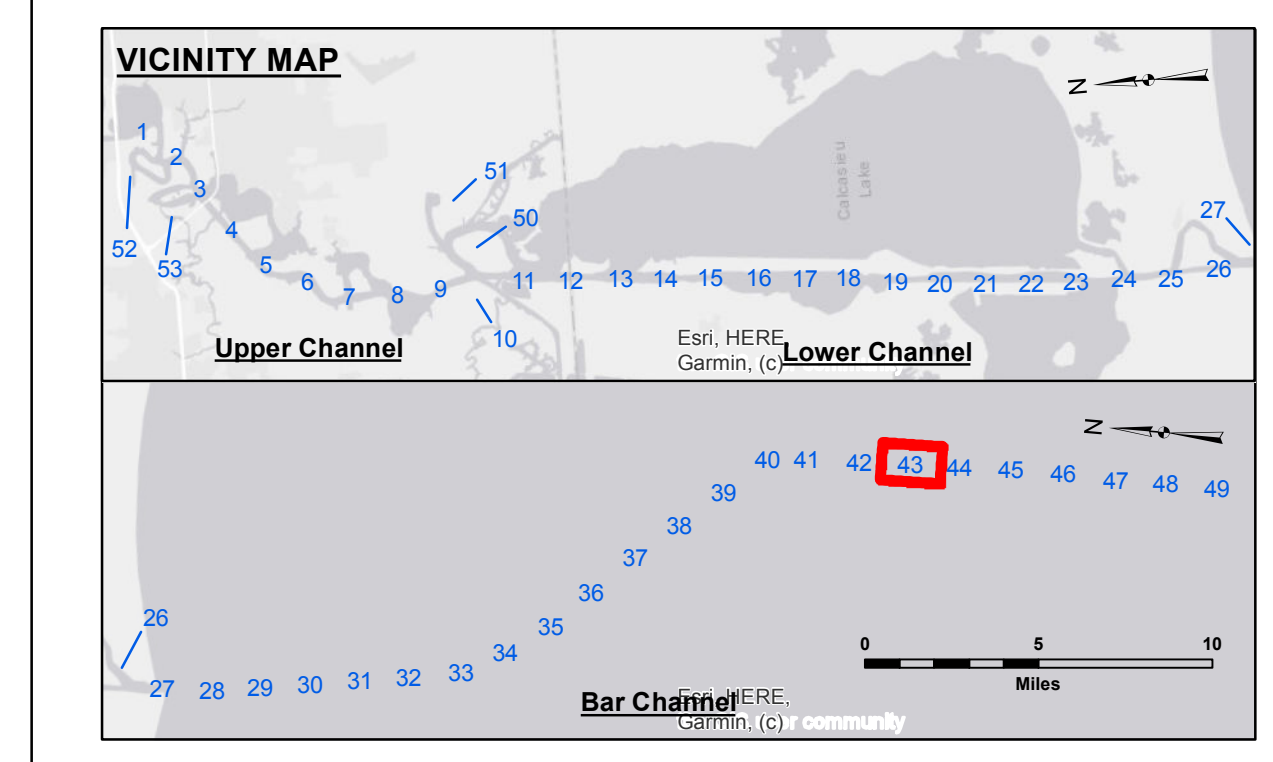 VICINITY MAP
N
1
2
3
4
5
6
7
8
9
10
11 12 13 14 15 16 17 18 19 20 21 22 23 24 25 26
27
50
51
52
53
Calcasieu
Lake
Upper Channel
Esri, HERE,
Garmin, (c) community
Lower Channel
N
26
27 28 29 30 31 32 33 34 35 36 37 38 39 40 41 42 43 44 45 46 47 48 49
0 5 10
Miles
Bar Channel
Esri, HERE,
Garmin, (c) community